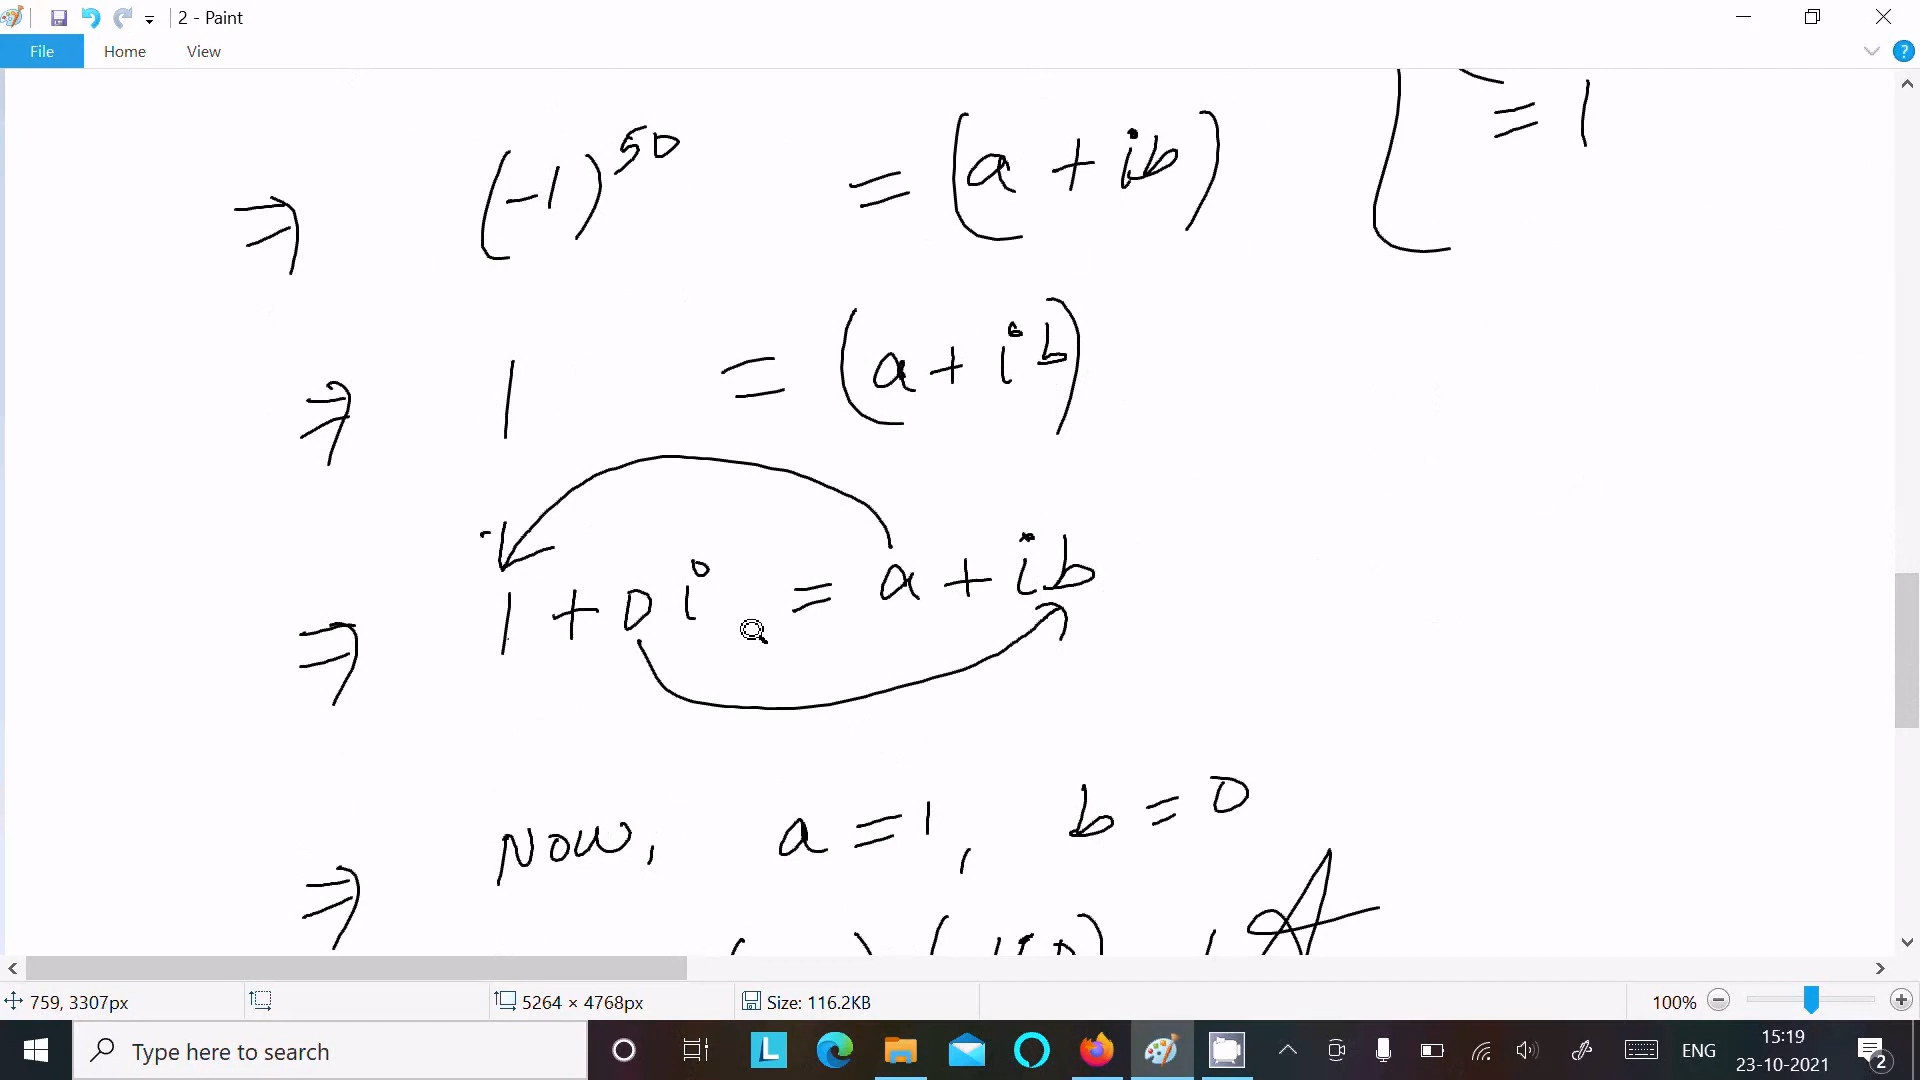 2 - Paint
File Home View
= 1
⇒ (-1)^50 = (a + ib)
⇒ 1 = (a + ib)
⇒ 1 + 0i = a + ib
⇒ Now, a = 1, b = 0
759, 3307px 5264 × 4768px Size: 116.2KB 100%
Type here to search ENG 15:19
23-10-2021 2